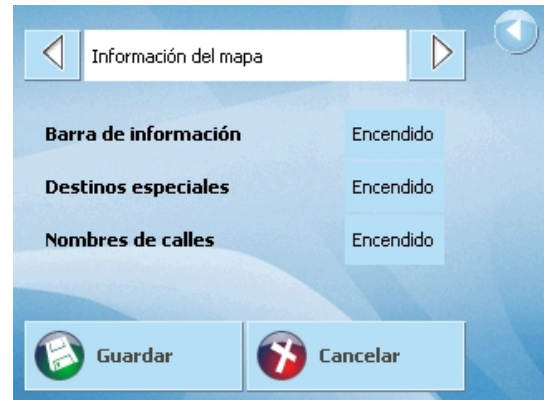 Información del mapa
Barra de información Encendido
Destinos especiales Encendido
Nombres de calles Encendido
Guardar Cancelar